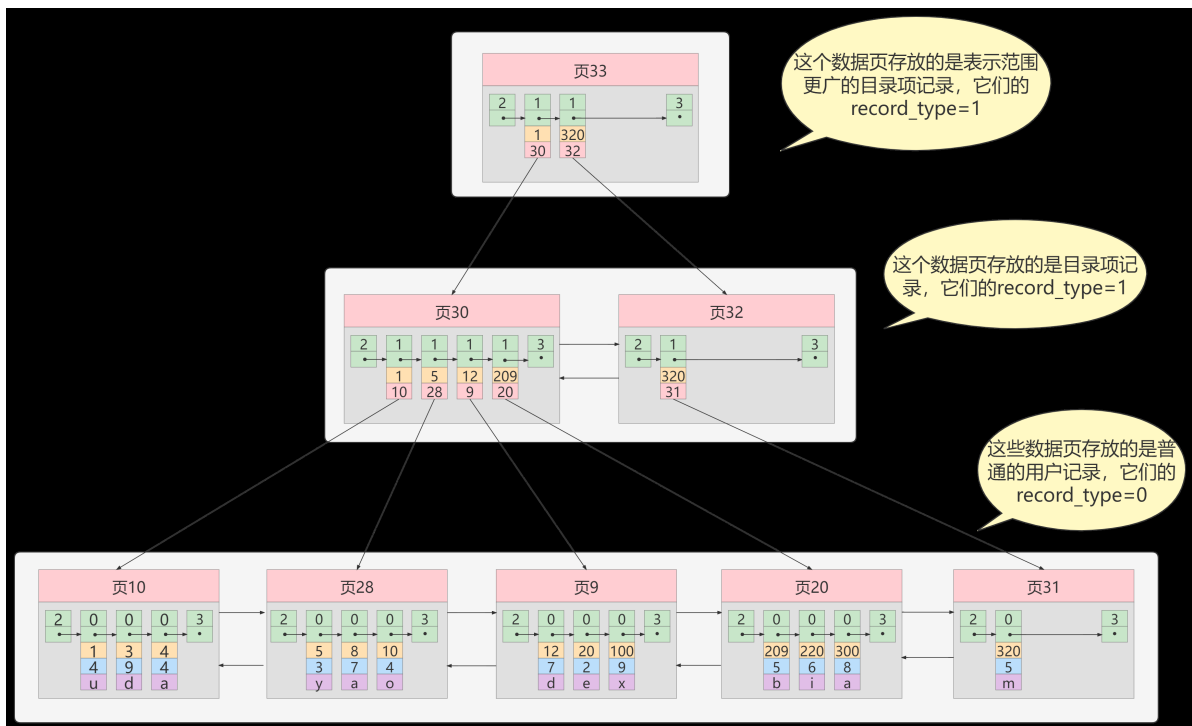 页33
2 1 1 3
1 320
30 32
这个数据页存放的是表示范围
更广的目录项记录，它们的
record_type=1
页30
2 1 1 1 1 3
1 5 12 209
10 28 9 20
页32
2 1 3
320
31
这个数据页存放的是目录项记
录，它们的record_type=1
这些数据页存放的是普
通的用户记录，它们的
record_type=0
页10
2 0 0 0 3
1 3 4
4 9 4
u d a
页28
2 0 0 0 3
5 8 10
3 7 4
y a o
页9
2 0 0 0 3
12 20 100
7 2 9
d e x
页20
2 0 0 0 3
209 220 300
5 6 8
b i a
页31
2 0 3
320
5
m